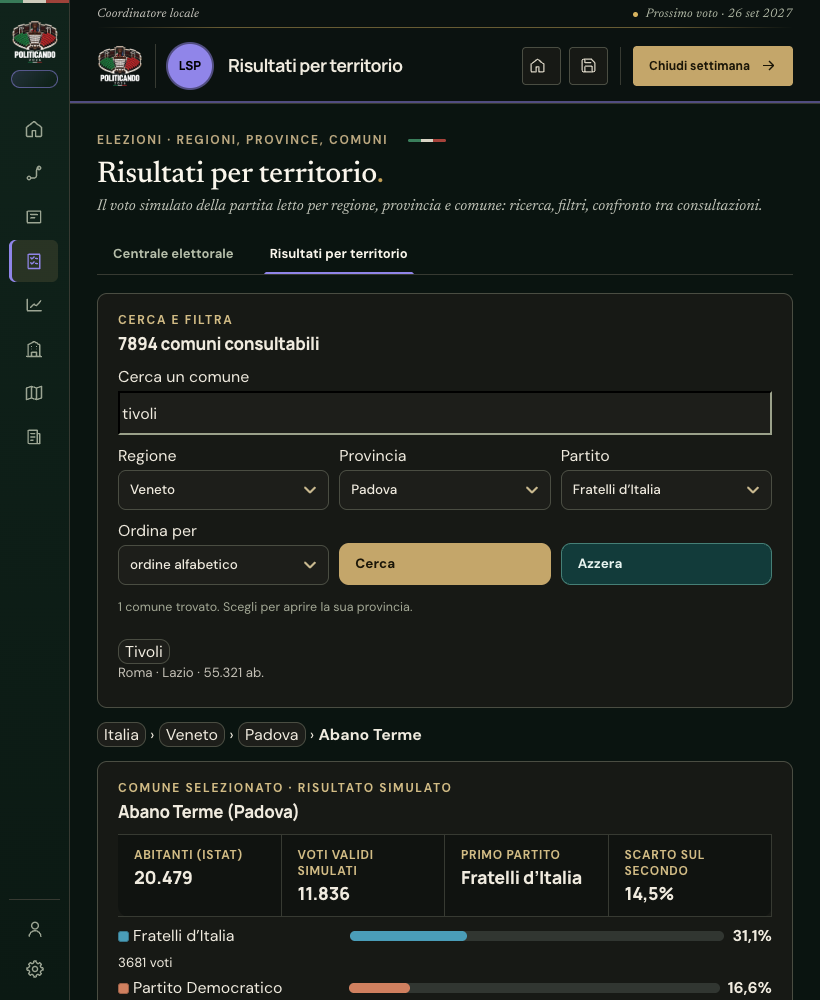 Coordinatore locale
Prossimo voto · 26 set 2027
POLITICANDO
POLITICANDO
LSP
Risultati per territorio
Chiudi settimana
ELEZIONI · REGIONI, PROVINCE, COMUNI
Risultati per territorio.
Il voto simulato della partita letto per regione, provincia e comune: ricerca, filtri, confronto tra consultazioni.
Centrale elettorale
Risultati per territorio
CERCA E FILTRA
7894 comuni consultabili
Cerca un comune
tivoli
Regione
Provincia
Partito
Veneto
Padova
Fratelli d’Italia
Ordina per
ordine alfabetico
Cerca
Azzera
1 comune trovato. Scegli per aprire la sua provincia.
Tivoli
Roma · Lazio · 55.321 ab.
Italia › Veneto › Padova › Abano Terme
COMUNE SELEZIONATO · RISULTATO SIMULATO
Abano Terme (Padova)
ABITANTI (ISTAT)
20.479
VOTI VALIDI
SIMULATI
11.836
PRIMO PARTITO
Fratelli d’Italia
SCARTO SUL
SECONDO
14,5%
Fratelli d’Italia
31,1%
3681 voti
Partito Democratico
16,6%